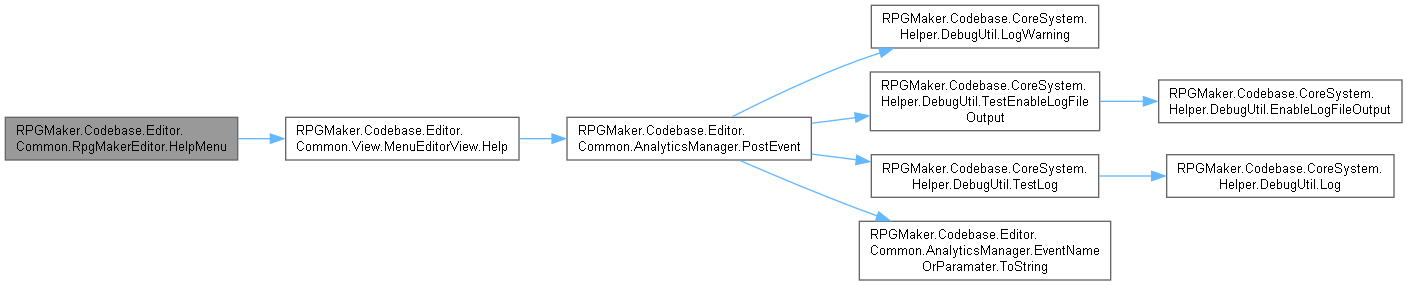 RPGMaker.Codebase.Editor.
Common.RpgMakerEditor.HelpMenu
RPGMaker.Codebase.Editor.
Common.View.MenuEditorView.Help
RPGMaker.Codebase.Editor.
Common.AnalyticsManager.PostEvent
RPGMaker.Codebase.CoreSystem.
Helper.DebugUtil.LogWarning
RPGMaker.Codebase.CoreSystem.
Helper.DebugUtil.TestEnableLogFile
Output
RPGMaker.Codebase.CoreSystem.
Helper.DebugUtil.EnableLogFileOutput
RPGMaker.Codebase.CoreSystem.
Helper.DebugUtil.TestLog
RPGMaker.Codebase.CoreSystem.
Helper.DebugUtil.Log
RPGMaker.Codebase.Editor.
Common.AnalyticsManager.EventName
OrParamater.ToString